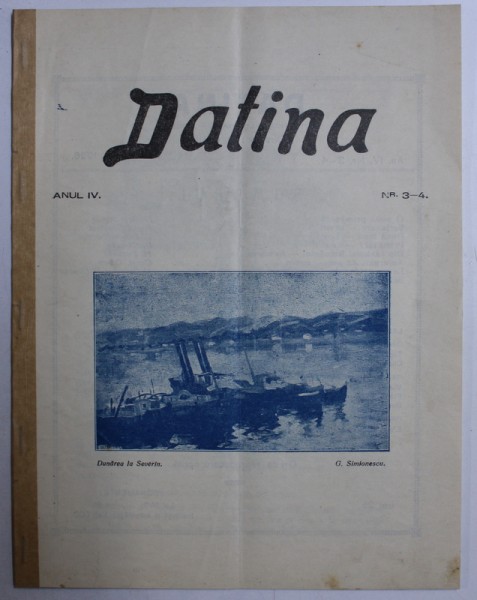 Datina
ANUL IV. NR. 3—4.
Dunărea la Severin. G. Simionescu.